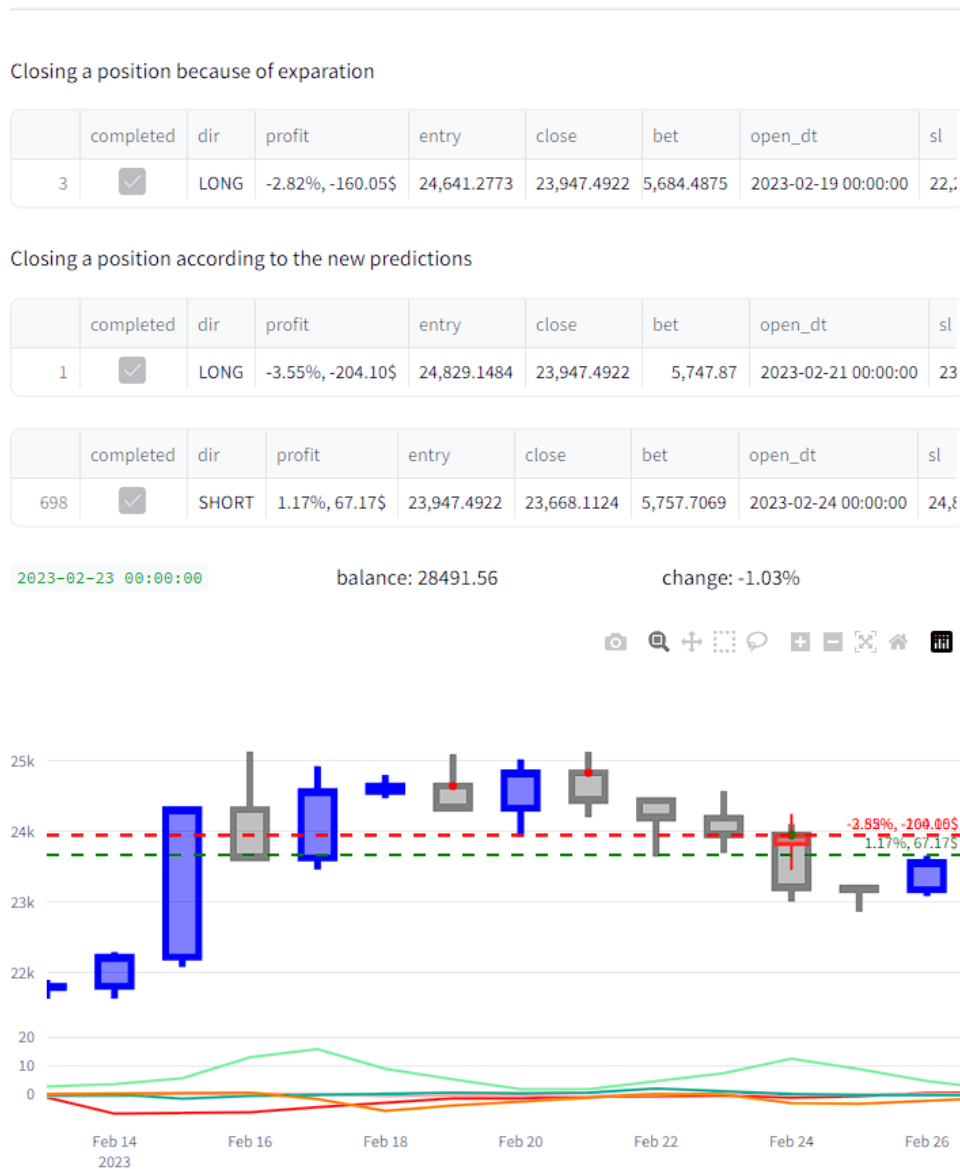 Closing a position because of exparation
completed dir profit entry close bet open_dt sl
3 LONG -2.82%, -160.05$ 24,641.2773 23,947.4922 5,684.4875 2023-02-19 00:00:00
Closing a position according to the new predictions
completed dir profit entry close bet open_dt sl
1 LONG -3.55%, -204.10$ 24,829.1484 23,947.4922 5,747.87 2023-02-21 00:00:00 23
completed dir profit entry close bet open_dt sl
698 SHORT 1.17%, 67.17$ 23,947.4922 23,668.1124 5,757.7069 2023-02-24 00:00:00
2023-02-23 00:00:00 balance: 28491.56 change: -1.03%
25k
24k
1.17%, 67.17$
23k
22k
20
10
0
Feb 14 Feb 16 Feb 18 Feb 20 Feb 22 Feb 24 Feb 26
2023